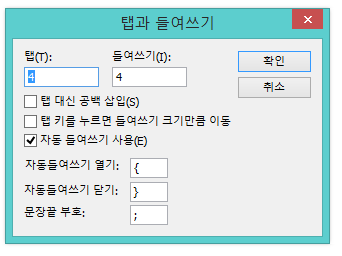 탭과 들여쓰기
탭(T): 들여쓰기(I):
4 4 확인
취소
탭 대신 공백 삽입(S)
탭 키를 누르면 들여쓰기 크기만큼 이동
자동 들여쓰기 사용(E)
자동들여쓰기 열기: {
자동들여쓰기 닫기: }
문장끝 부호: ;